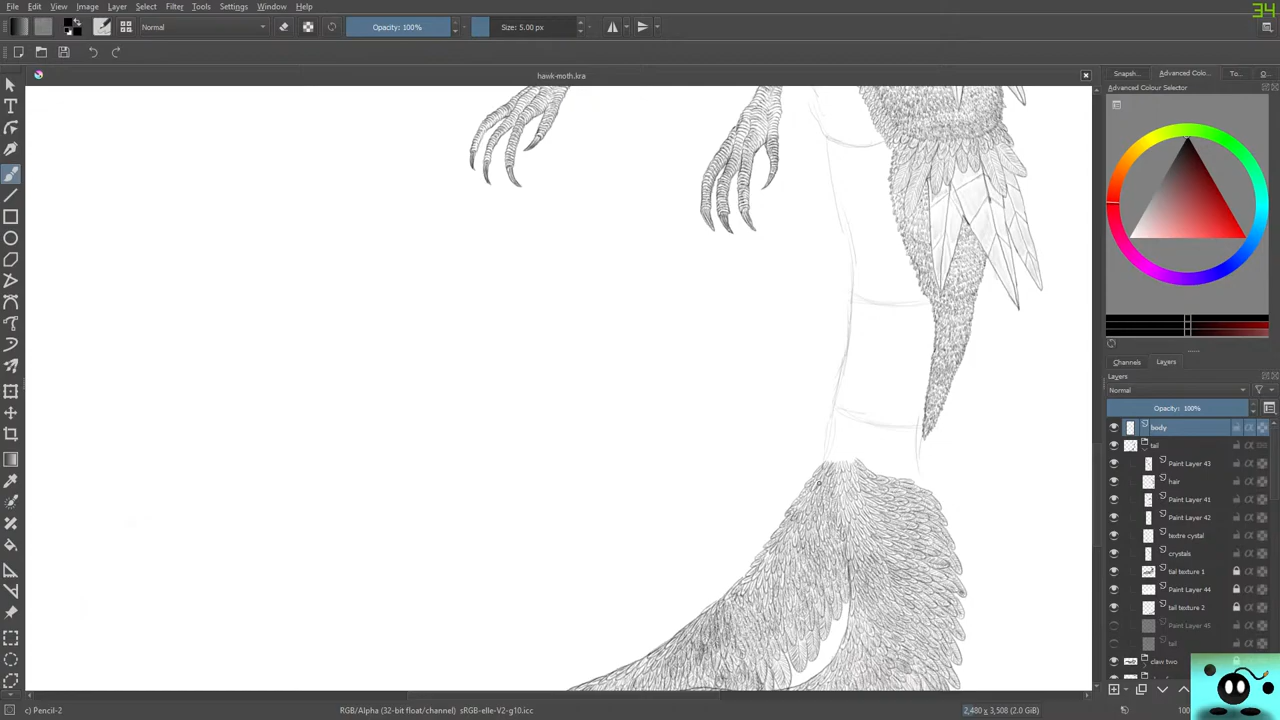 File Edit View Image Layer Select Filter Tools Settings Window Help
34
Normal
Opacity: 100%
Size: 5.00 px
hawk-moth.kra
Snapsh...
Advanced Colo...
To...
O...
Advanced Colour Selector
Channels
Layers
Layers
Normal
Opacity: 100%
body
tail
Paint Layer 43
hair
Paint Layer 41
Paint Layer 42
textre cystal
crystals
tial texture 1
Paint Layer 44
tail texture 2
Paint Layer 45
tail
claw two
c) Pencil-2
RGB/Alpha (32-bit float/channel) sRGB-elle-V2-g10.icc
2,480 x 3,508 (2.0 GiB)